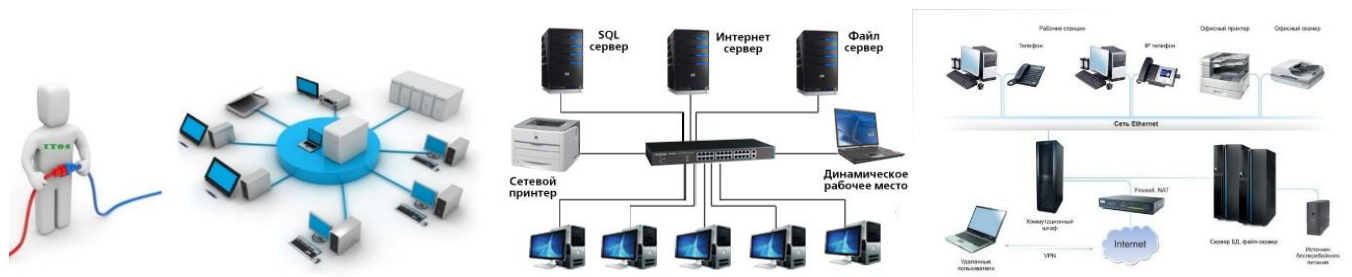 ITOS
SQL
сервер
Интернет
сервер
Файл
сервер
Сетевой
принтер
Динамическое
рабочее место
Рабочие станции
Телефон
IP телефон
Офисный принтер
Офисный сканер
Сеть Ethernet
Коммутационный
шкаф
Firewall, NAT
Internet
VPN
Удаленные
пользователи
Сервер БД, файл-сервер
Источник
бесперебойного
питания